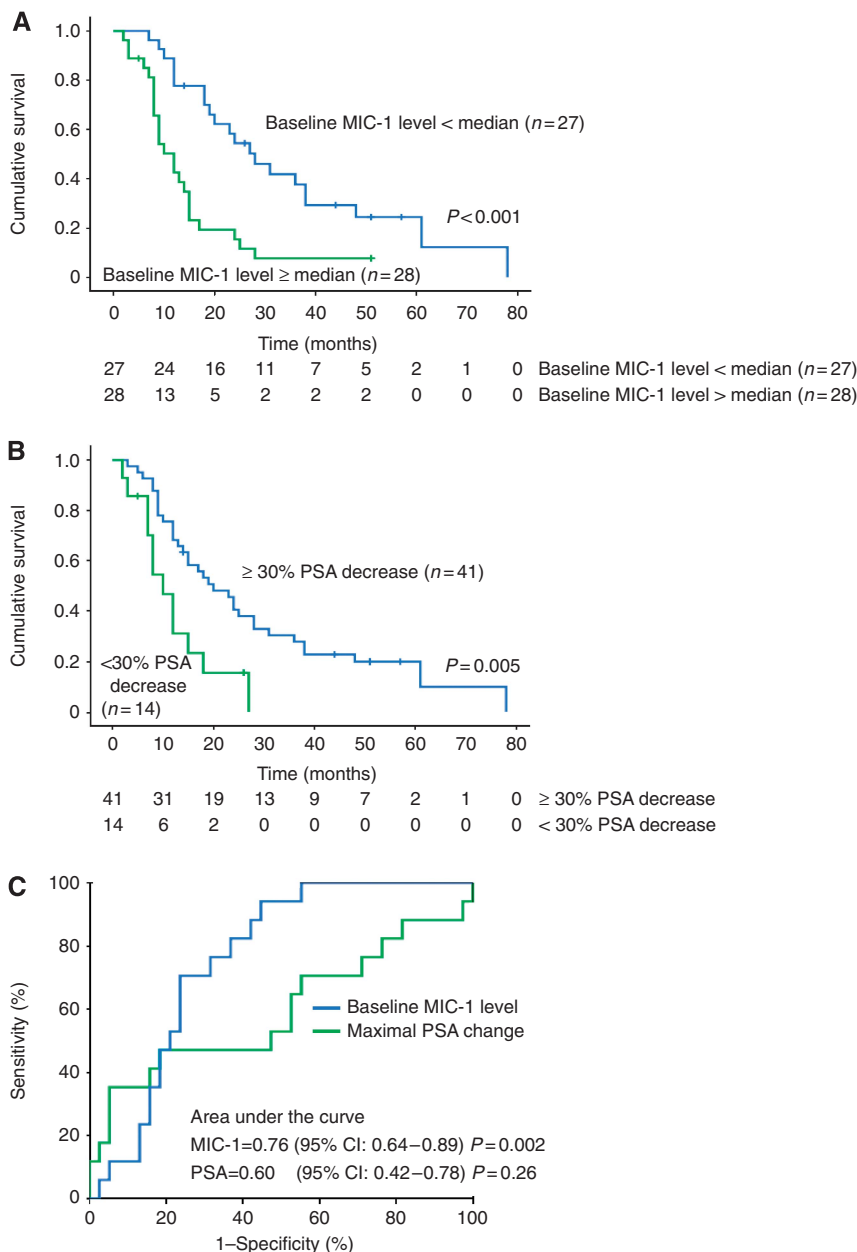 A
1.0
0.8
0.6
0.4
0.2
0
Cumulative survival
Baseline MIC-1 level < median (n=27)
P<0.001
Baseline MIC-1 level ≥ median (n=28)
0 10 20 30 40 50 60 70 80
Time (months)
27 24 16 11 7 5 2 1 0 Baseline MIC-1 level < median (n=27)
28 13 5 2 2 2 0 0 0 Baseline MIC-1 level > median (n=28)
B
1.0
0.8
0.6
0.4
0.2
0
Cumulative survival
≥ 30% PSA decrease (n=41)
<30% PSA
decrease
(n=14)
P=0.005
0 10 20 30 40 50 60 70 80
Time (months)
41 31 19 13 9 7 2 1 0 ≥ 30% PSA decrease
14 6 2 0 0 0 0 0 0 < 30% PSA decrease
C
100
80
60
40
20
0
Sensitivity (%)
Baseline MIC-1 level
Maximal PSA change
Area under the curve
MIC-1=0.76 (95% CI: 0.64–0.89) P=0.002
PSA=0.60 (95% CI: 0.42–0.78) P=0.26
0 20 40 60 80 100
1–Specificity (%)